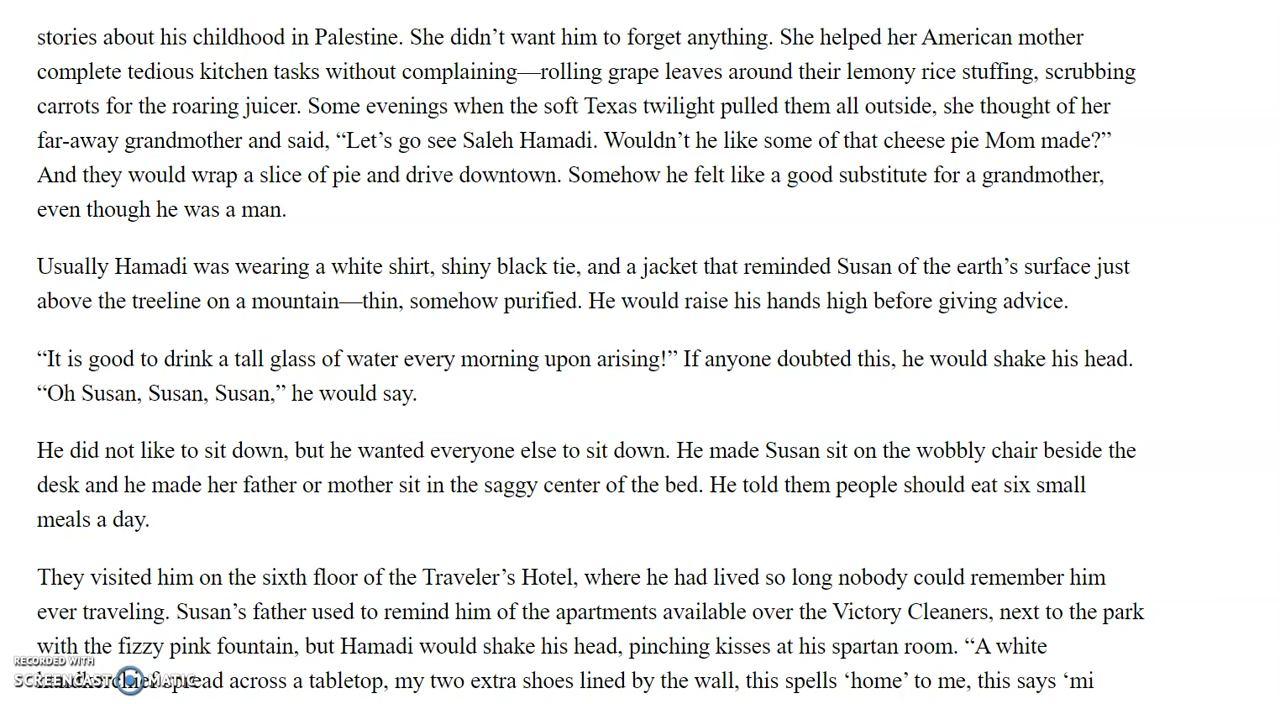 stories about his childhood in Palestine. She didn’t want him to forget anything. She helped her American mother
complete tedious kitchen tasks without complaining—rolling grape leaves around their lemony rice stuffing, scrubbing
carrots for the roaring juicer. Some evenings when the soft Texas twilight pulled them all outside, she thought of her
far-away grandmother and said, “Let’s go see Saleh Hamadi. Wouldn’t he like some of that cheese pie Mom made?”
And they would wrap a slice of pie and drive downtown. Somehow he felt like a good substitute for a grandmother,
even though he was a man.
Usually Hamadi was wearing a white shirt, shiny black tie, and a jacket that reminded Susan of the earth’s surface just
above the treeline on a mountain—thin, somehow purified. He would raise his hands high before giving advice.
“It is good to drink a tall glass of water every morning upon arising!” If anyone doubted this, he would shake his head.
“Oh Susan, Susan, Susan,” he would say.
He did not like to sit down, but he wanted everyone else to sit down. He made Susan sit on the wobbly chair beside the
desk and he made her father or mother sit in the saggy center of the bed. He told them people should eat six small
meals a day.
They visited him on the sixth floor of the Traveler’s Hotel, where he had lived so long nobody could remember him
ever traveling. Susan’s father used to remind him of the apartments available over the Victory Cleaners, next to the park
with the fizzy pink fountain, but Hamadi would shake his head, pinching kisses at his spartan room. “A white
RECORDED WITH
SCREENCAST-O-MATIC
spread across a tabletop, my two extra shoes lined by the wall, this spells ‘home’ to me, this says ‘mi